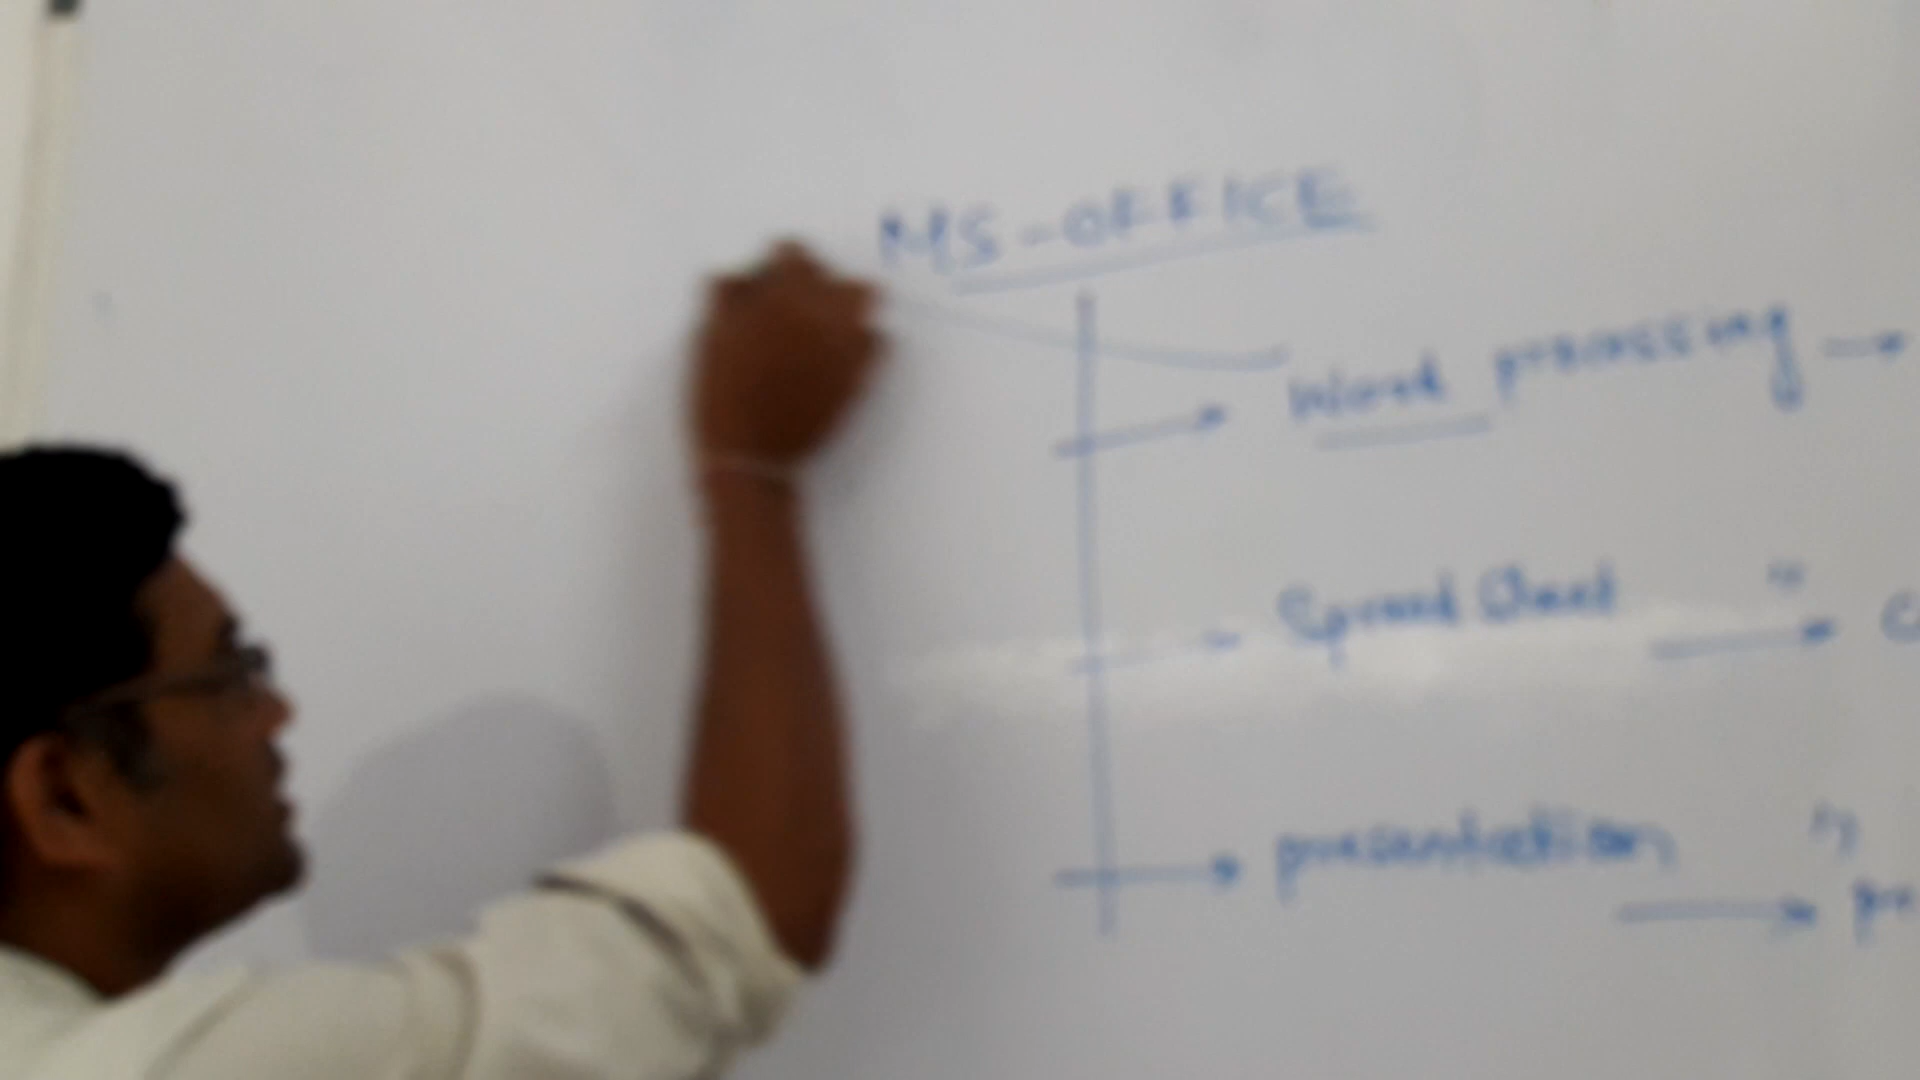 MS-OFFICE
Word processing →
Spread Sheet " →
presentation " →